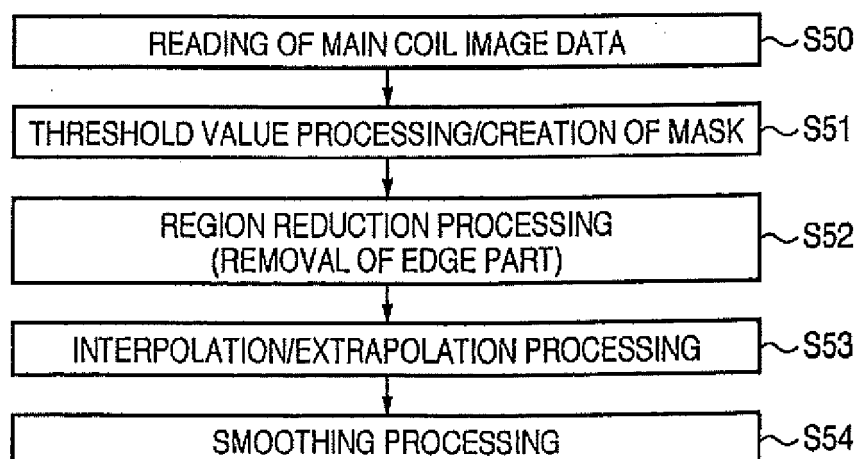 READING OF MAIN COIL IMAGE DATA S50
THRESHOLD VALUE PROCESSING/CREATION OF MASK S51
REGION REDUCTION PROCESSING
(REMOVAL OF EDGE PART) S52
INTERPOLATION/EXTRAPOLATION PROCESSING S53
SMOOTHING PROCESSING S54